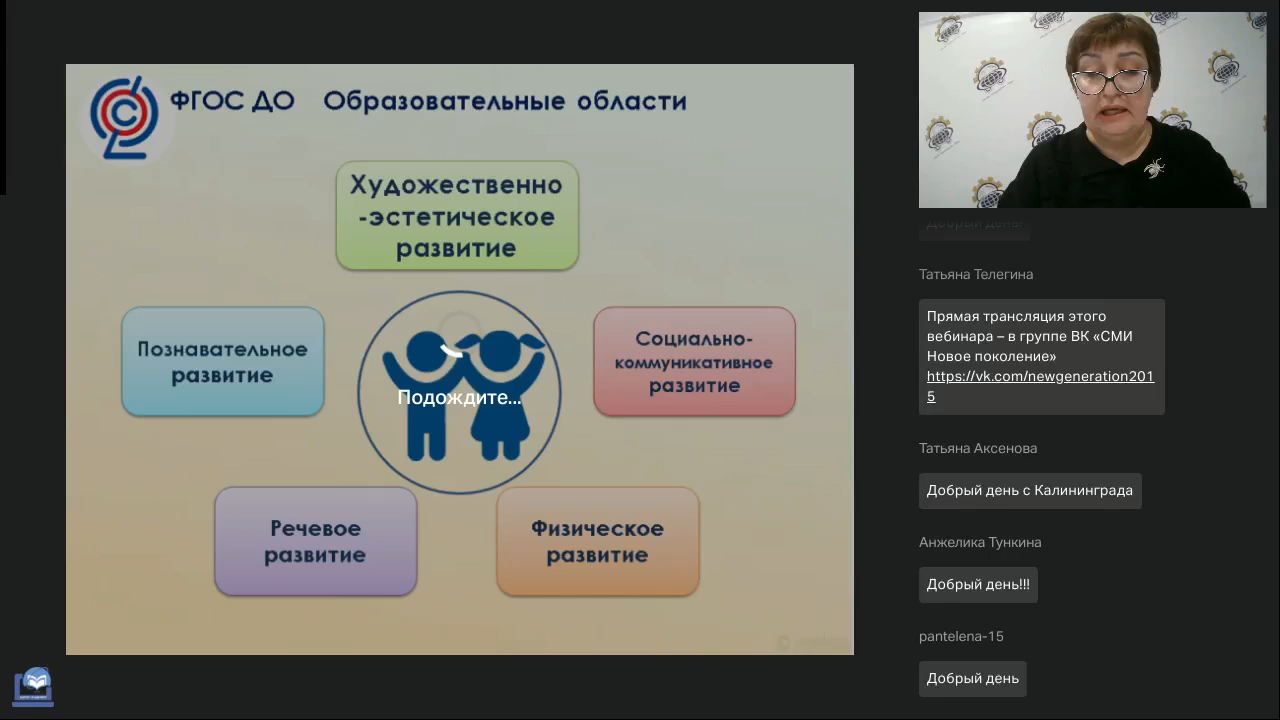 ФГОС ДО Образовательные области
Художественно
-эстетическое
развитие
Познавательное
развитие
Социально-
коммуникативное
развитие
Подождите...
Речевое
развитие
Физическое
развитие
Добрый день!
Татьяна Телегина
Прямая трансляция этого
вебинара – в группе ВК «СМИ
Новое поколение»
https://vk.com/newgeneration201
5
Татьяна Аксенова
Добрый день с Калининграда
Анжелика Тункина
Добрый день!!!
pantelena-15
Добрый день